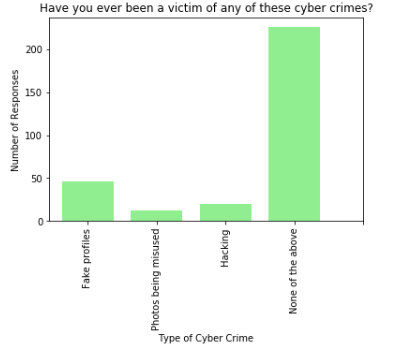 Have you ever been a victim of any of these cyber crimes?
Number of Responses
200
150
100
50
0
Fake profiles
Photos being misused
Hacking
None of the above
Type of Cyber Crime